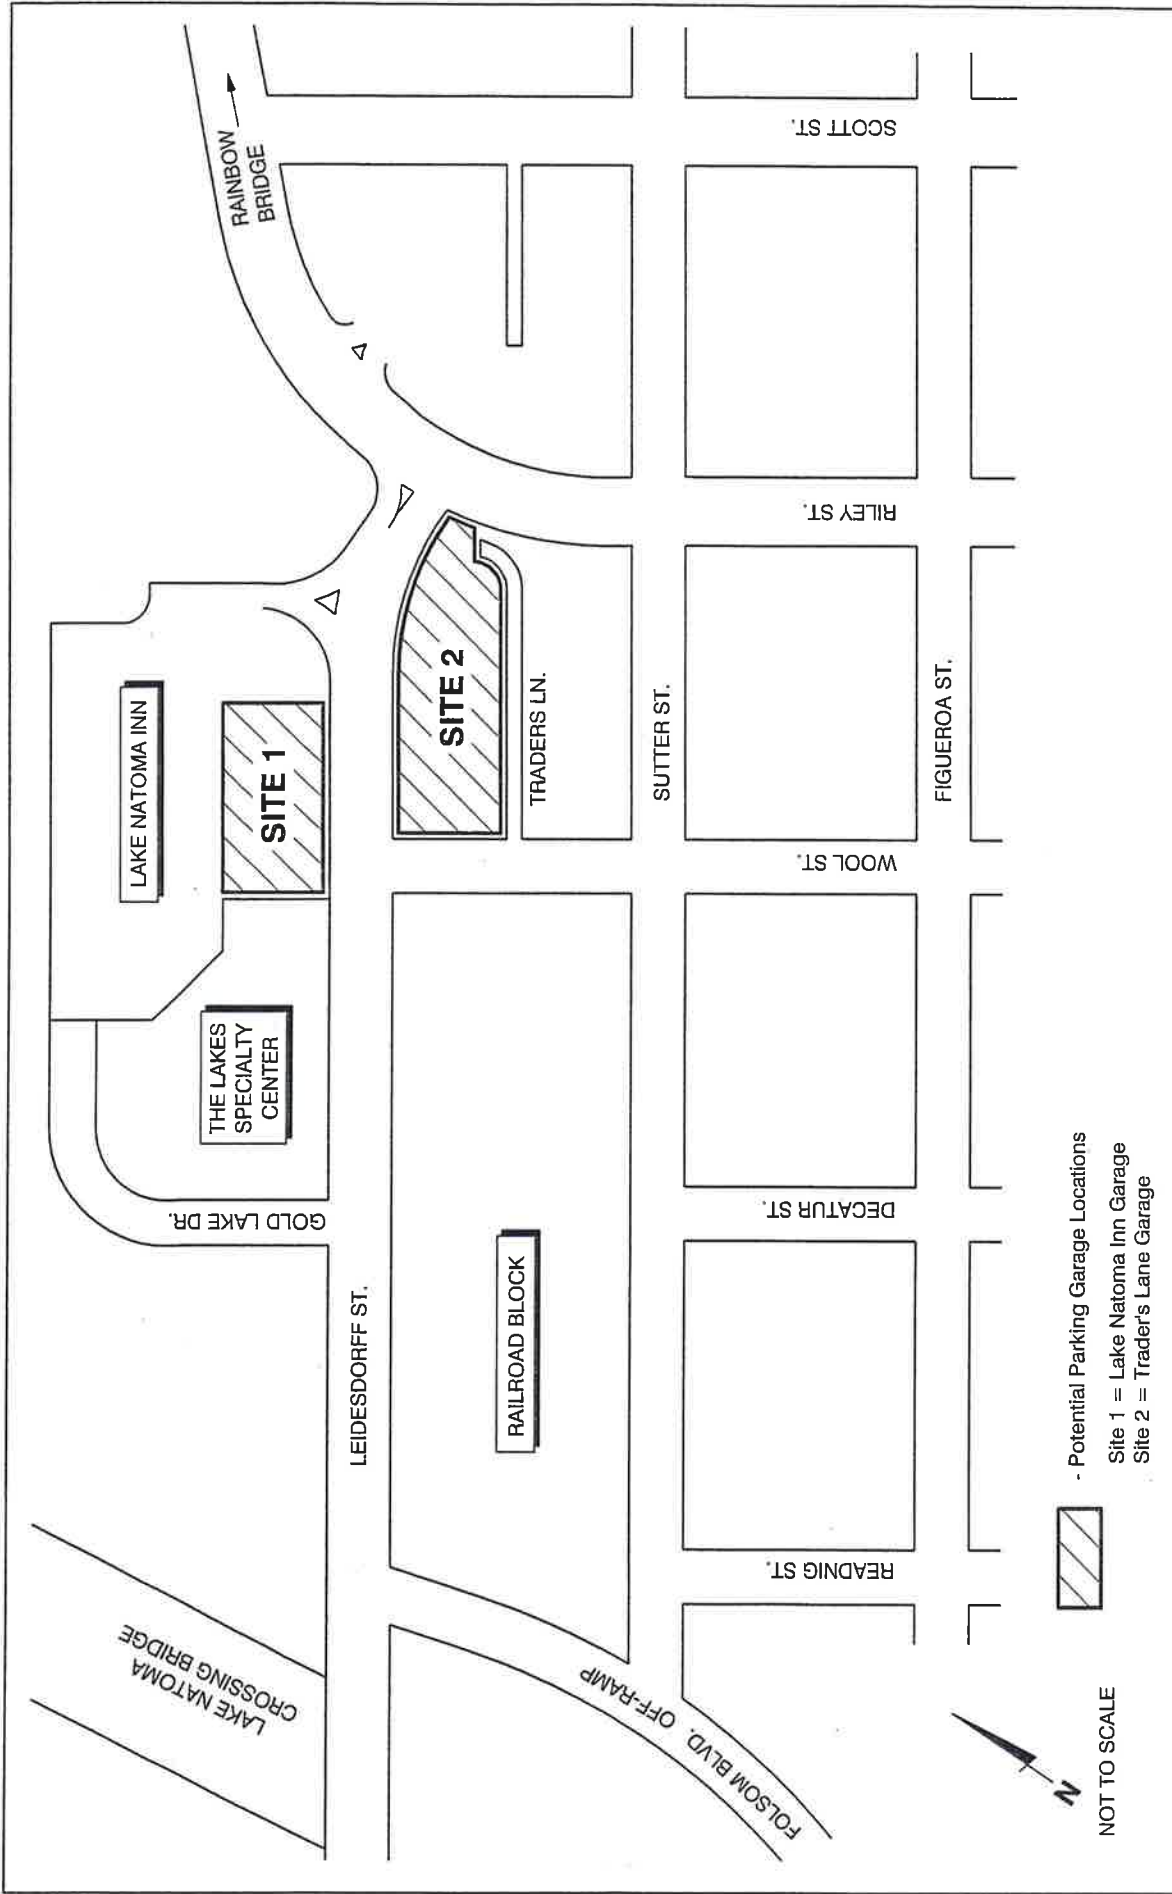 RAINBOW
BRIDGE
SCOTT ST.
RILEY ST.
LAKE NATOMA INN
SITE 1
SITE 2
TRADERS LN.
SUTTER ST.
FIGUEROA ST.
WOOL ST.
THE LAKES
SPECIALTY
CENTER
GOLD LAKE DR.
DECATUR ST.
LEIDESDORFF ST.
RAILROAD BLOCK
READNIG ST.
LAKE NATOMA
CROSSING BRIDGE
FOLSOM BLVD. OFF-RAMP
- Potential Parking Garage Locations
Site 1 = Lake Natoma Inn Garage
Site 2 = Trader's Lane Garage
N
NOT TO SCALE